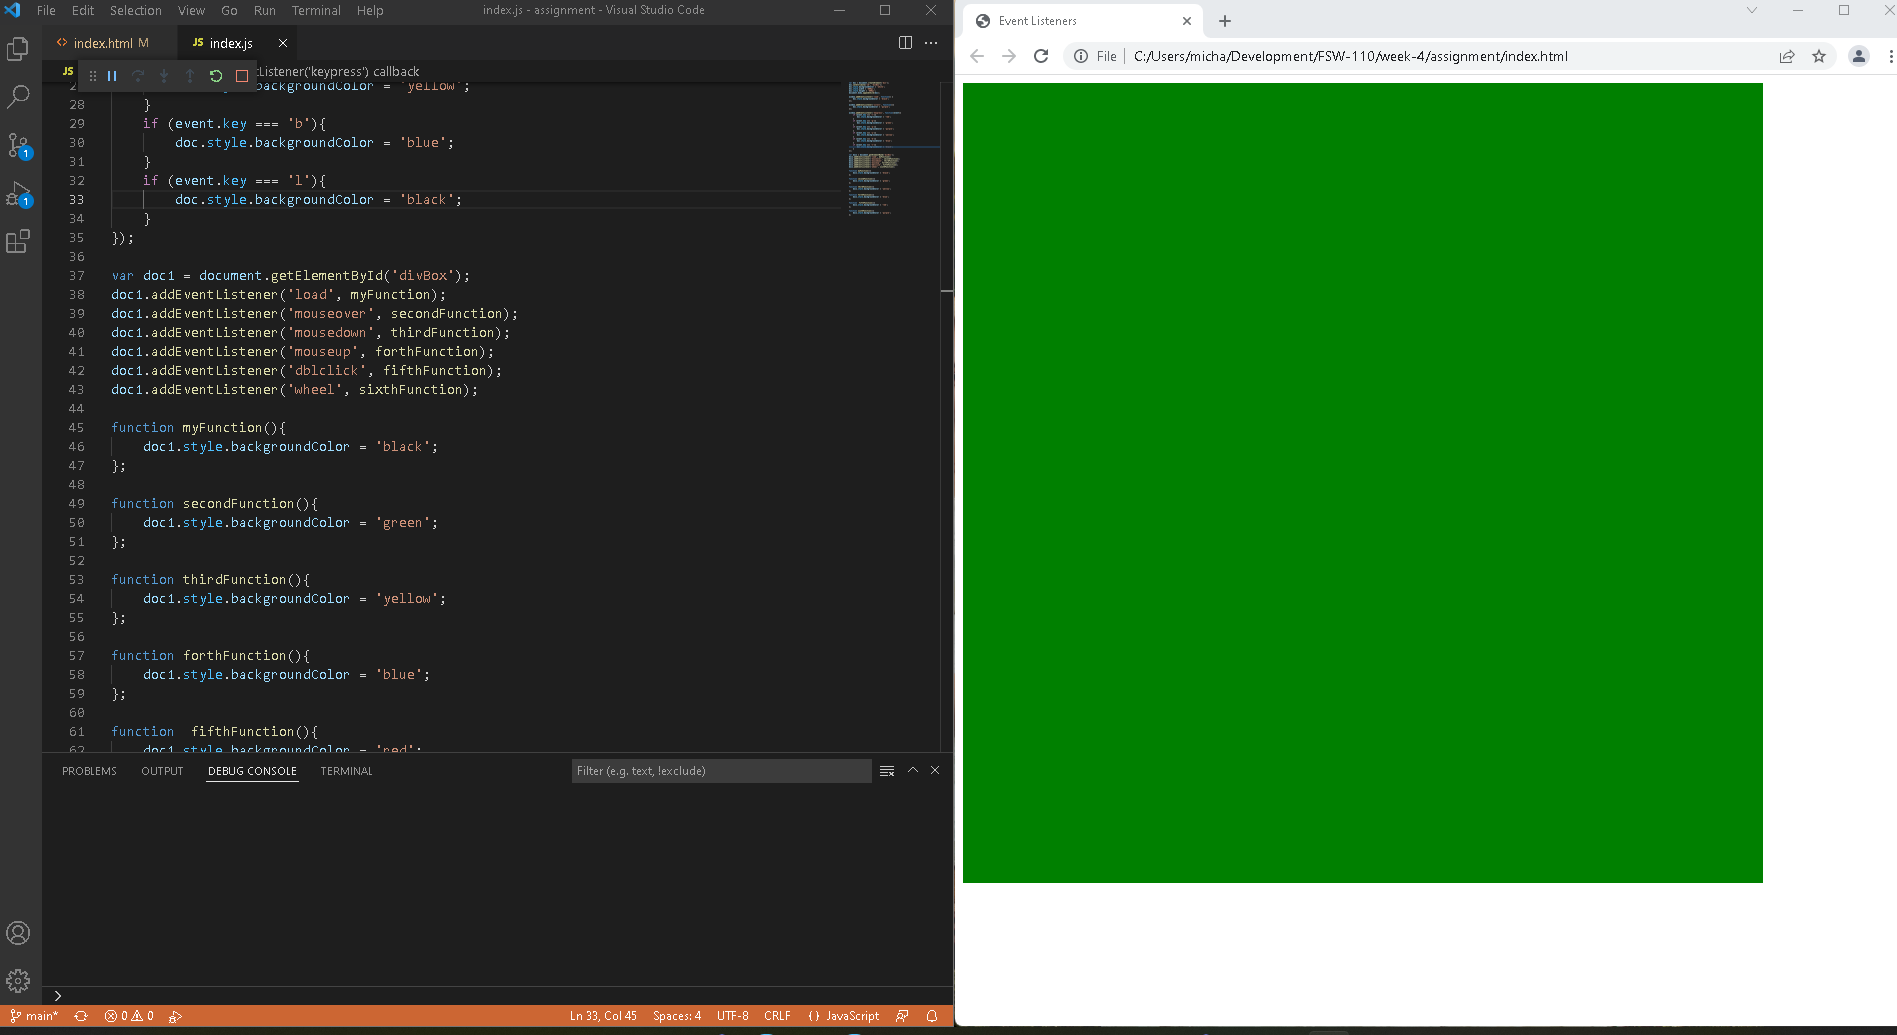 File Edit Selection View Go Run Terminal Help index.js - assignment - Visual Studio Code
index.html M JS index.js
JS tListener('keypress') callback
27 .backgroundColor = 'yellow';
28 }
29 if (event.key === 'b'){
30 doc.style.backgroundColor = 'blue';
31 }
32 if (event.key === 'l'){
33 doc.style.backgroundColor = 'black';
34 }
35 });
36
37 var doc1 = document.getElementById('divBox');
38 doc1.addEventListener('load', myFunction);
39 doc1.addEventListener('mouseover', secondFunction);
40 doc1.addEventListener('mousedown', thirdFunction);
41 doc1.addEventListener('mouseup', forthFunction);
42 doc1.addEventListener('dblclick', fifthFunction);
43 doc1.addEventListener('wheel', sixthFunction);
44
45 function myFunction(){
46 doc1.style.backgroundColor = 'black';
47 };
48
49 function secondFunction(){
50 doc1.style.backgroundColor = 'green';
51 };
52
53 function thirdFunction(){
54 doc1.style.backgroundColor = 'yellow';
55 };
56
57 function forthFunction(){
58 doc1.style.backgroundColor = 'blue';
59 };
60
61 function  fifthFunction(){
62 doc1.style.backgroundColor = 'red';
PROBLEMS OUTPUT DEBUG CONSOLE TERMINAL Filter (e.g. text, !exclude)
1
1
main* 0 0 Ln 33, Col 45 Spaces: 4 UTF-8 CRLF {} JavaScript
Event Listeners
File C:/Users/micha/Development/FSW-110/week-4/assignment/index.html